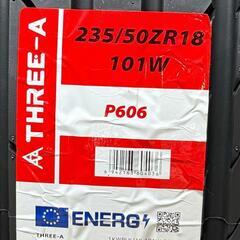 THREE-A
235/50ZR18
101W
P606
ENERG
THREE-A